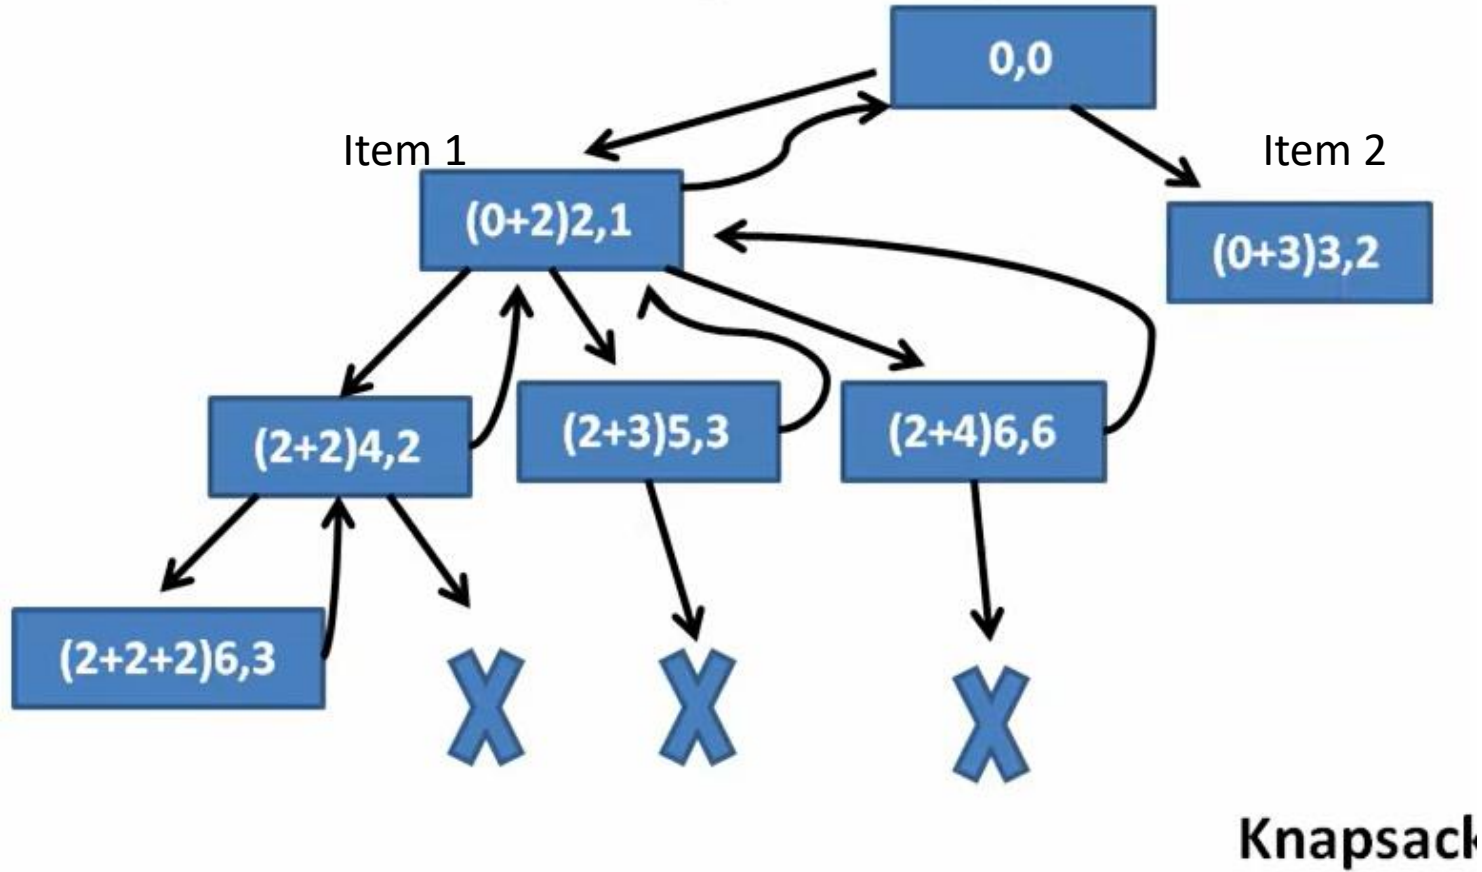 0,0
Item 1
Item 2
(0+2)2,1
(0+3)3,2
(2+2)4,2
(2+3)5,3
(2+4)6,6
(2+2+2)6,3
X
X
X
Knapsack